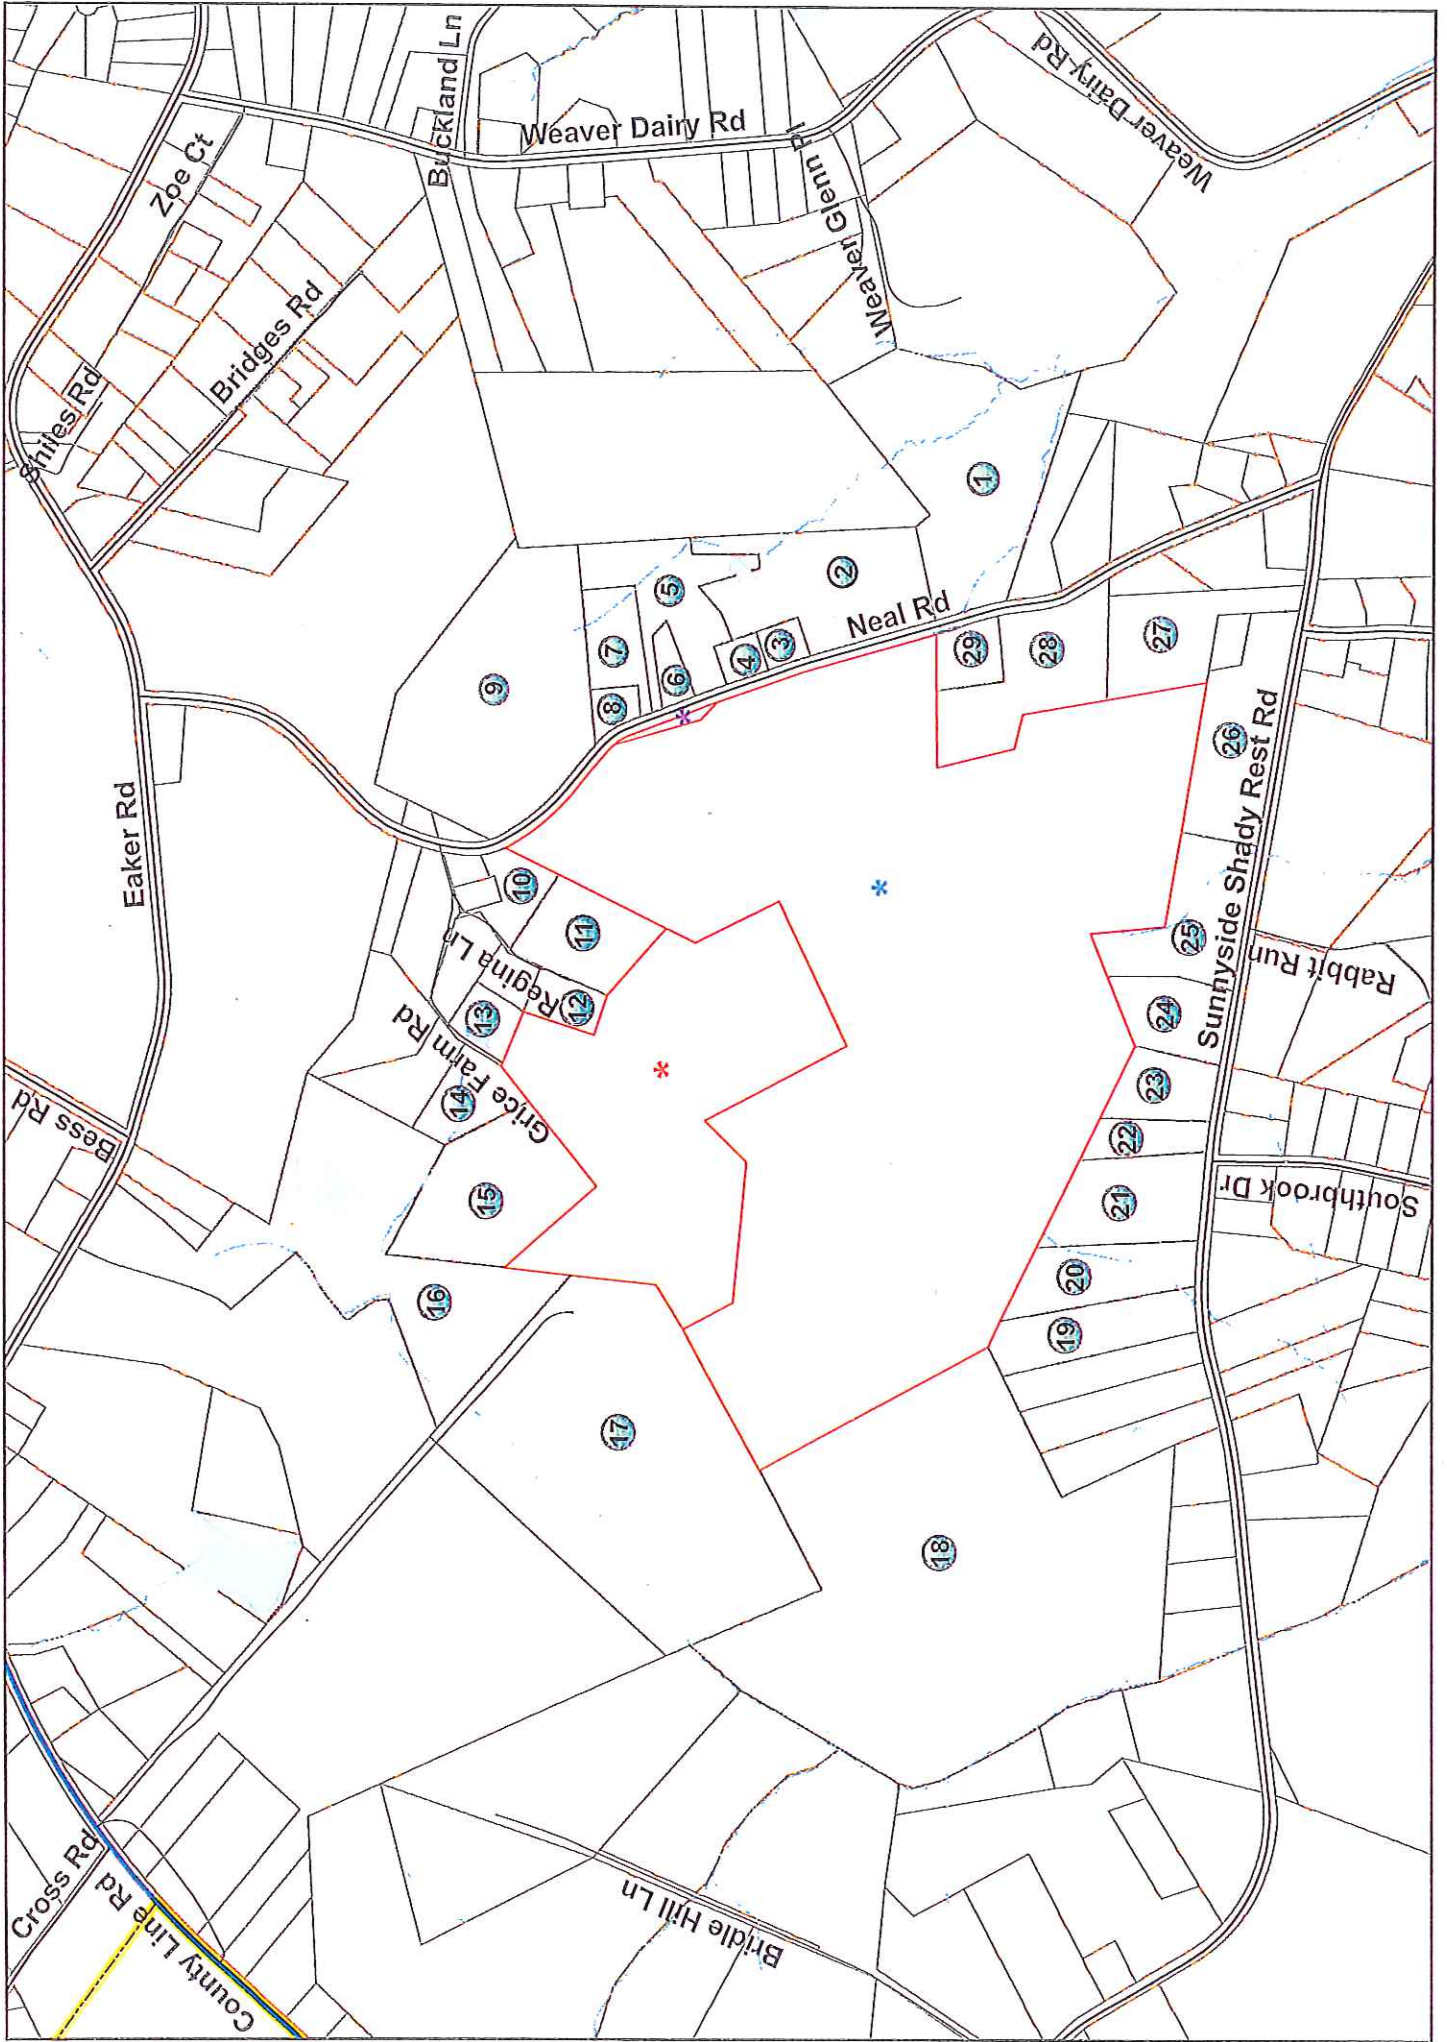 Buckland Ln
Weaver Dairy Rd
Weaver Dairy Rd
Weaver Dairy Rd
Zoe Ct
Weaver Glenn Pl
Bridges Rd
Shiles Rd
1
2
5
Neal Rd
3
4
7
6
8
9
*
29
28
27
26
Eaker Rd
Sunnyside Shady Rest Rd
10
11
*
Regina Ln
12
13
25
Rabbit Run
24
Grice Farm Rd
*
14
23
Bess Rd
22
15
21
Southbrook Dr
16
20
19
17
18
Cross Rd
County Line Rd
Bridle Hill Ln